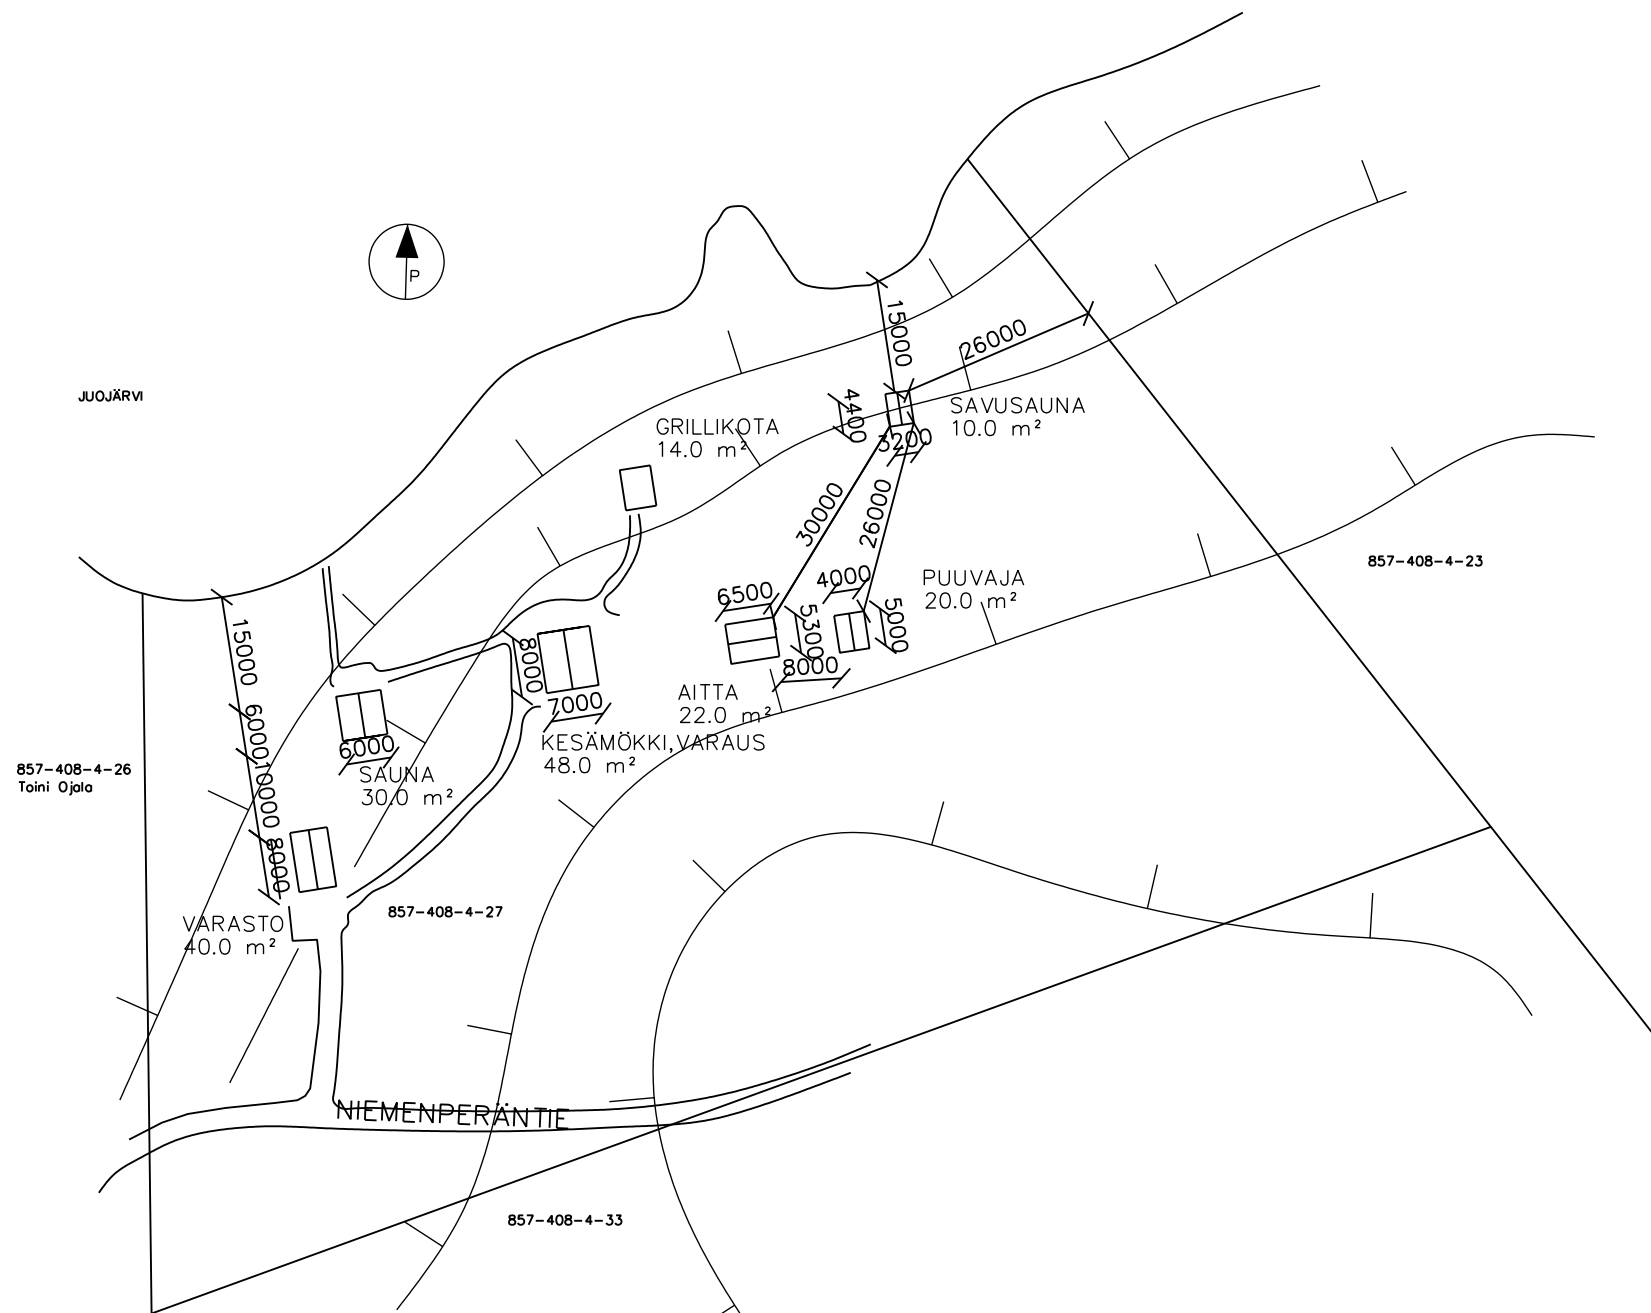 P
JUOJÄRVI
15000
26000
4400
3200
SAVUSAUNA
10.0 m²
GRILLIKOTA
14.0 m²
30000
26000
857-408-4-23
6500
4000
5300
5000
8000
PUUVAJA
20.0 m²
AITTA
22.0 m²
8000
7000
KESÄMÖKKI,VARAUS
48.0 m²
15000
6000
10000
8000
6000
SAUNA
30.0 m²
857-408-4-26
Toini Ojala
VARASTO
40.0 m²
857-408-4-27
NIEMENPERÄNTIE
857-408-4-33